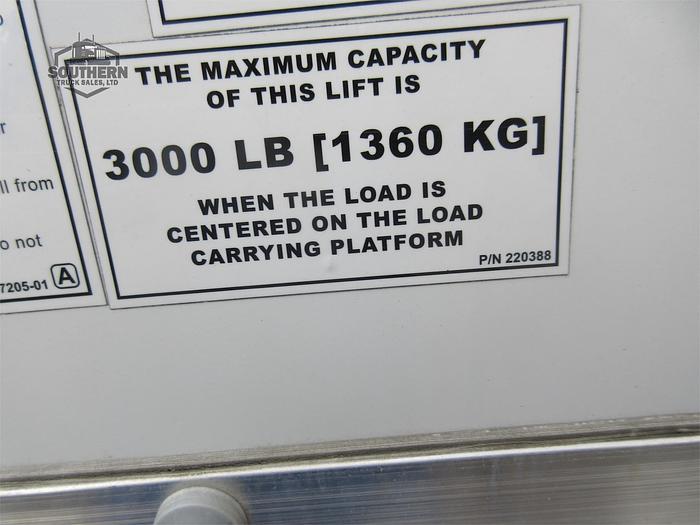 SOUTHERN
TRUCK SALES, LTD
THE MAXIMUM CAPACITY
OF THIS LIFT IS
3000 LB [1360 KG]
WHEN THE LOAD IS
CENTERED ON THE LOAD
CARRYING PLATFORM
P/N 220388
ll from
o not
7205-01 A